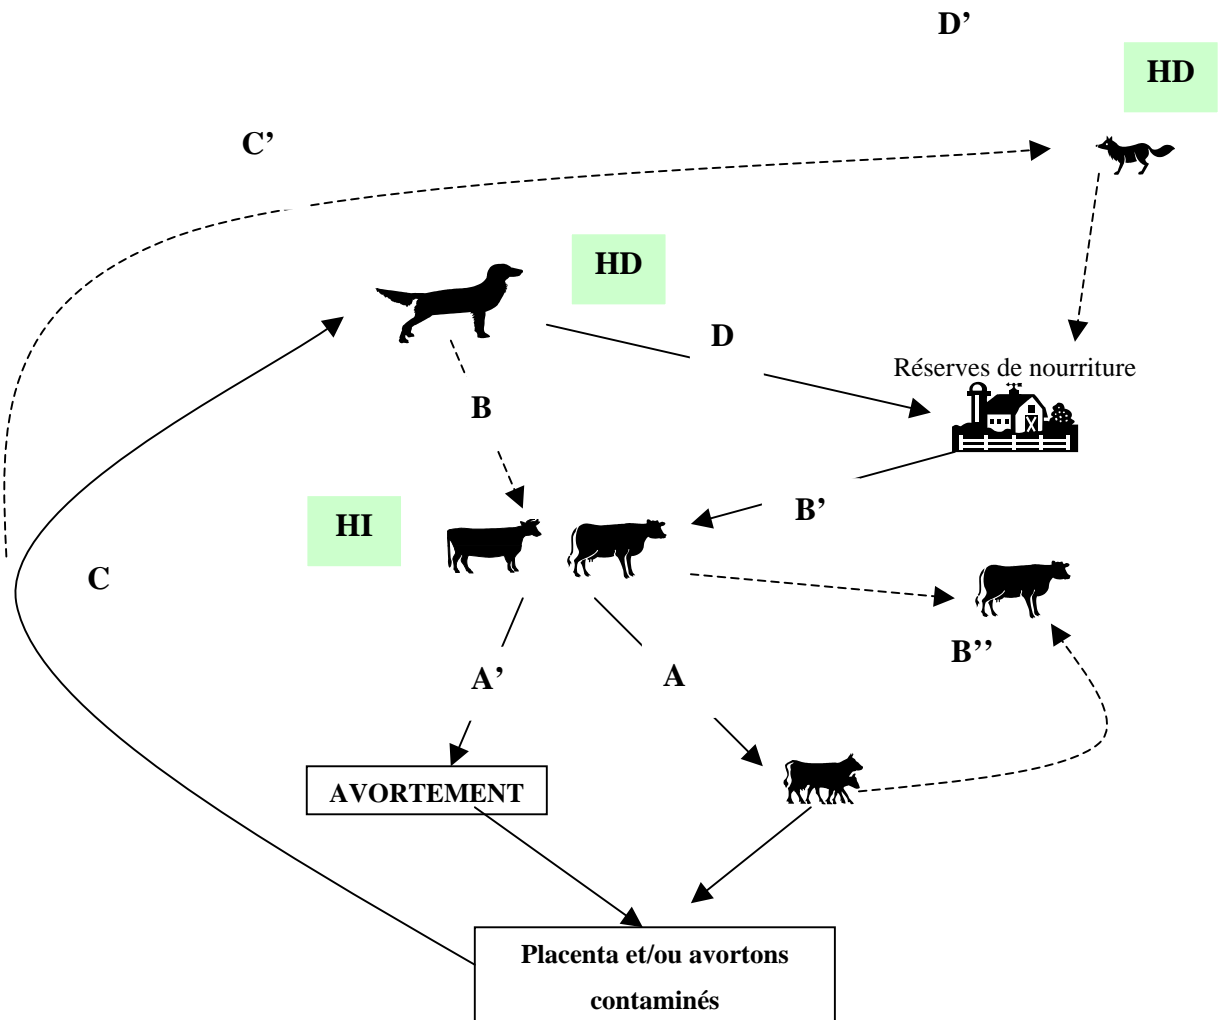 D’
HD
C’
HD
D
Réserves de nourriture
B
B’
HI
C
B’’
A’
A
AVORTEMENT
Placenta et/ou avortons
contaminés